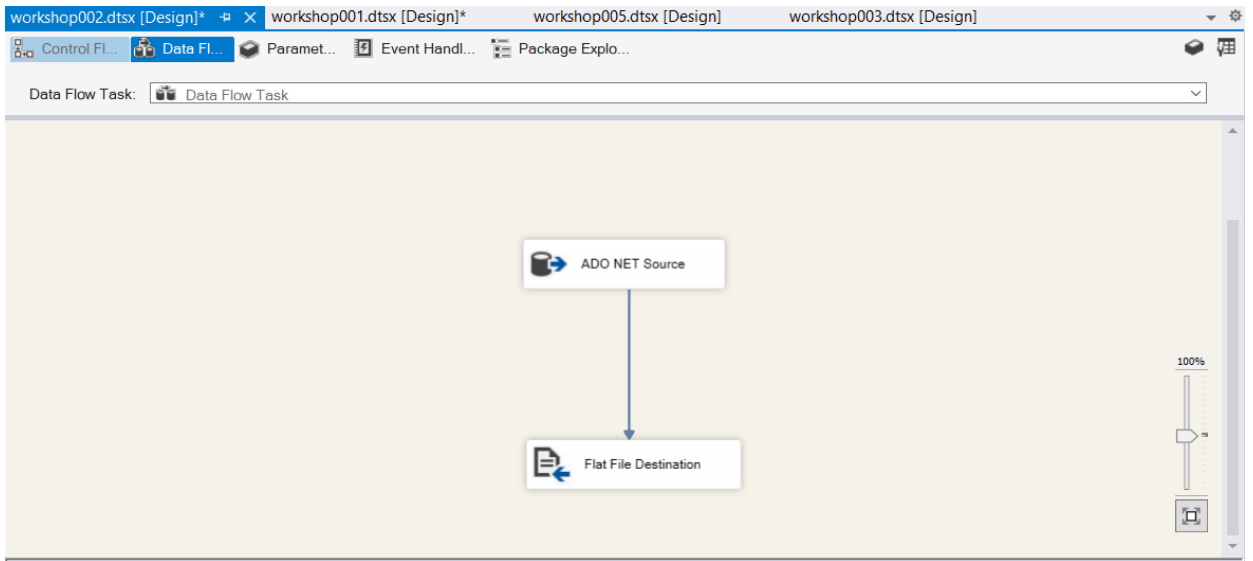 workshop002.dtsx [Design]* workshop001.dtsx [Design]* workshop005.dtsx [Design] workshop003.dtsx [Design]
Control Fl... Data Fl... Paramet... Event Handl... Package Explo...
Data Flow Task: Data Flow Task
ADO NET Source
100%
Flat File Destination